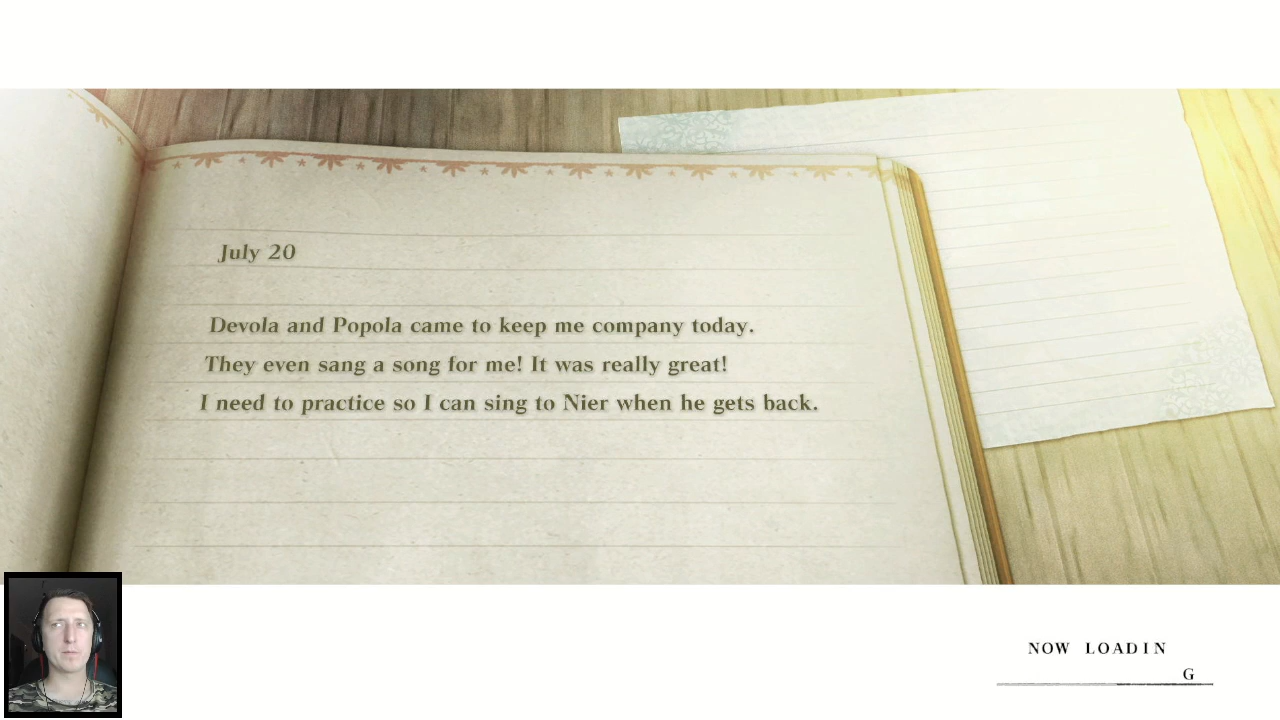 July 20
Devola and Popola came to keep me company today.
They even sang a song for me! It was really great!
I need to practice so I can sing to Nier when he gets back.
NOW LOADIN
G